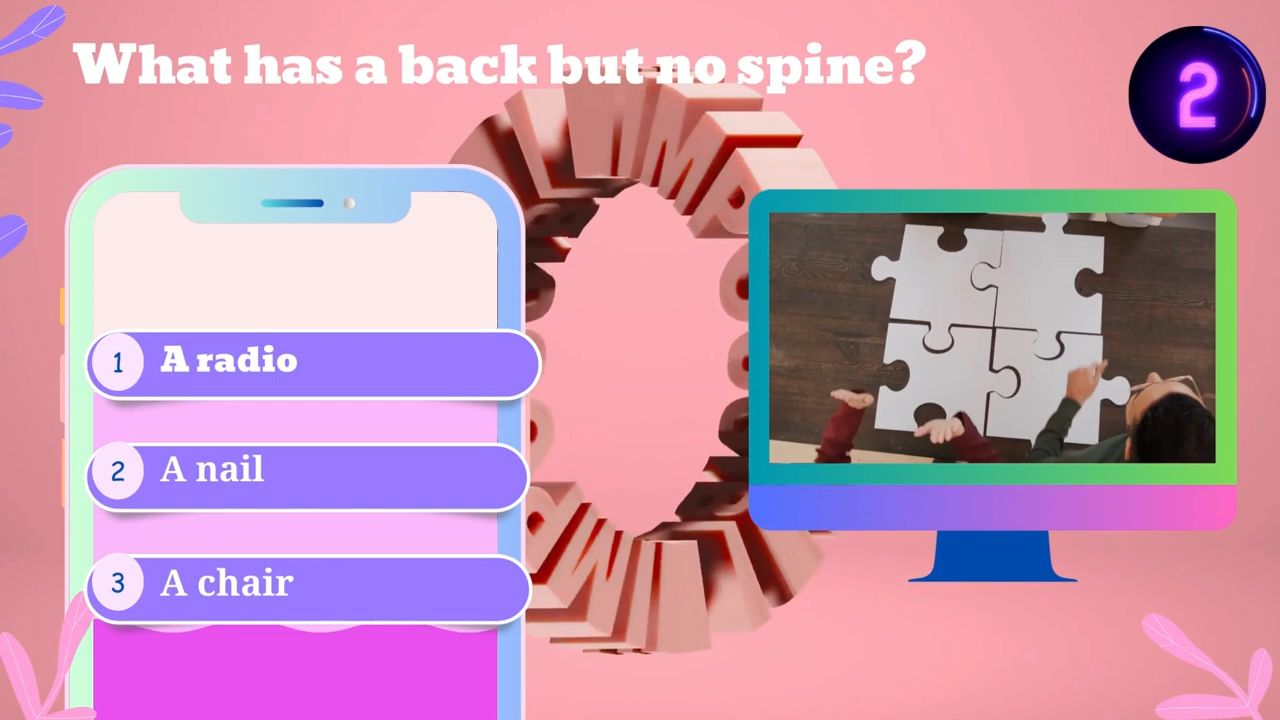 What has a back but no spine?
2
1 A radio
2 A nail
3 A chair